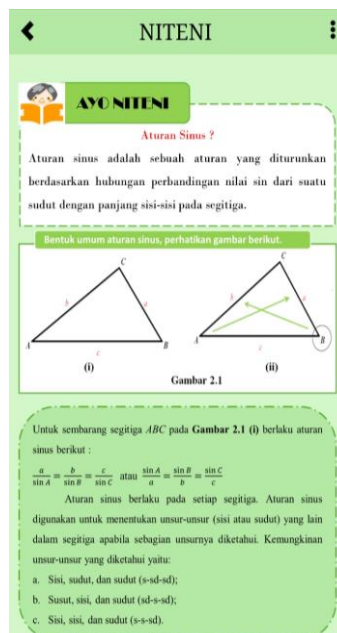 NITENI
AYO NITENI
Aturan Sinus ?
Aturan sinus adalah sebuah aturan yang diturunkan
berdasarkan hubungan perbandingan nilai sin dari suatu
sudut dengan panjang sisi-sisi pada segitiga.
Bentuk umum aturan sinus, perhatikan gambar berikut.
C
b
a
A
c
B
(i)
C
b
a
A
c
B
(ii)
Gambar 2.1
Untuk sembarang segitiga ABC pada Gambar 2.1 (i) berlaku aturan
sinus berikut :
a/sin A = b/sin B = c/sin C atau sin A/a = sin B/b = sin C/c
Aturan sinus berlaku pada setiap segitiga. Aturan sinus
digunakan untuk menentukan unsur-unsur (sisi atau sudut) yang lain
dalam segitiga apabila sebagian unsurnya diketahui. Kemungkinan
unsur-unsur yang diketahui yaitu:
a. Sisi, sudut, dan sudut (s-sd-sd);
b. Susut, sisi, dan sudut (sd-s-sd);
c. Sisi, sisi, dan sudut (s-s-sd).